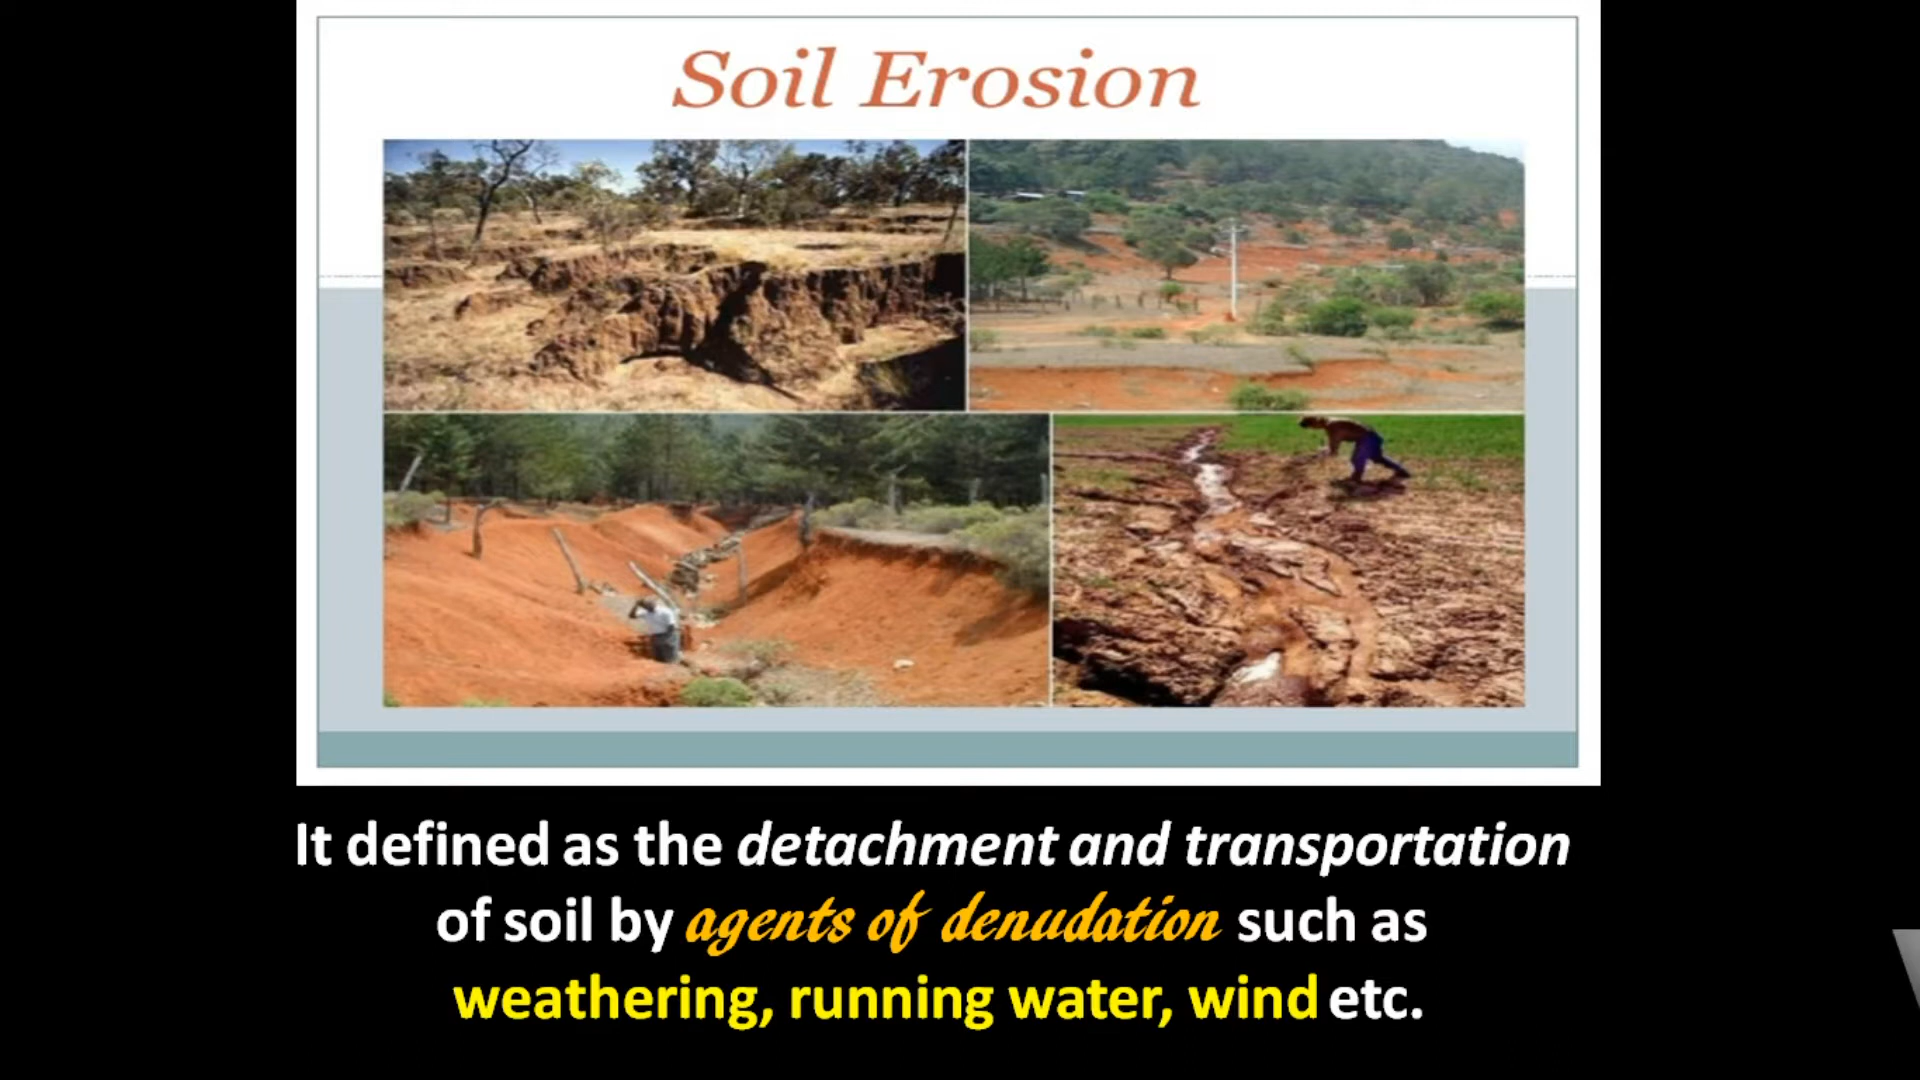 Soil Erosion
It defined as the detachment and transportation
of soil by agents of denudation such as
weathering, running water, wind etc.